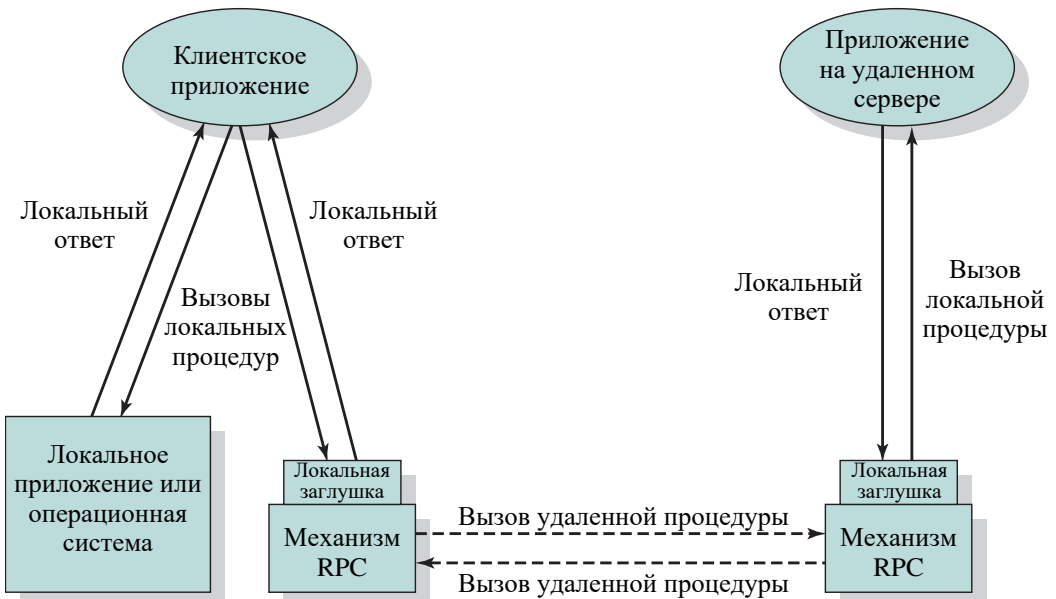 Клиентское
приложение
Приложение
на удаленном
сервере
Локальный
ответ
Локальный
ответ
Вызовы
локальных
процедур
Локальный
ответ
Вызов
локальной
процедуры
Локальное
приложение или
операционная
система
Локальная
заглушка
Механизм
RPC
Вызов удаленной процедуры
Вызов удаленной процедуры
Локальная
заглушка
Механизм
RPC